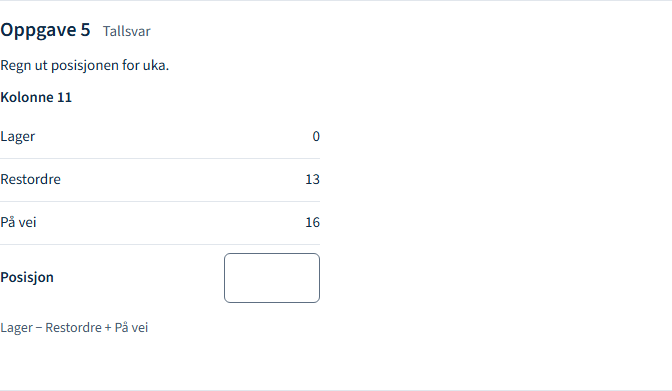 Oppgave 5 Tallsvar
Regn ut posisjonen for uka.
Kolonne 11
Lager 0
Restordre 13
På vei 16
Posisjon
Lager − Restordre + På vei